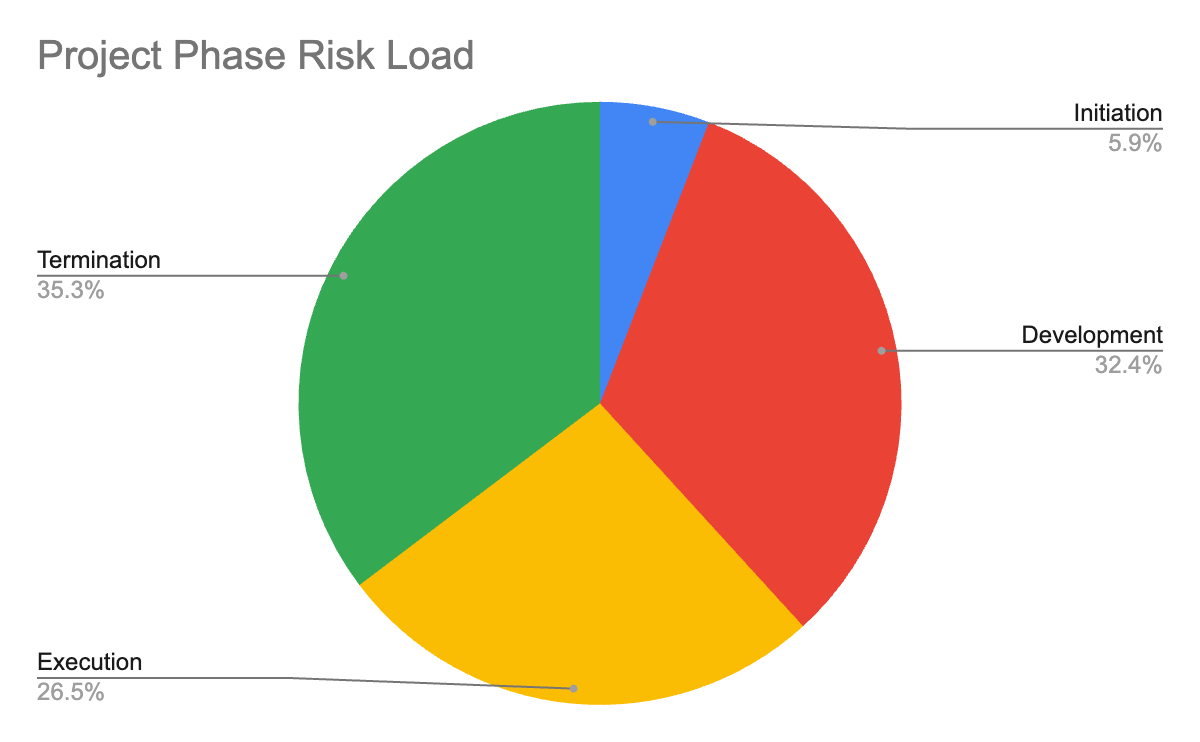 Project Phase Risk Load
Initiation
5.9%
Termination
35.3%
Development
32.4%
Execution
26.5%